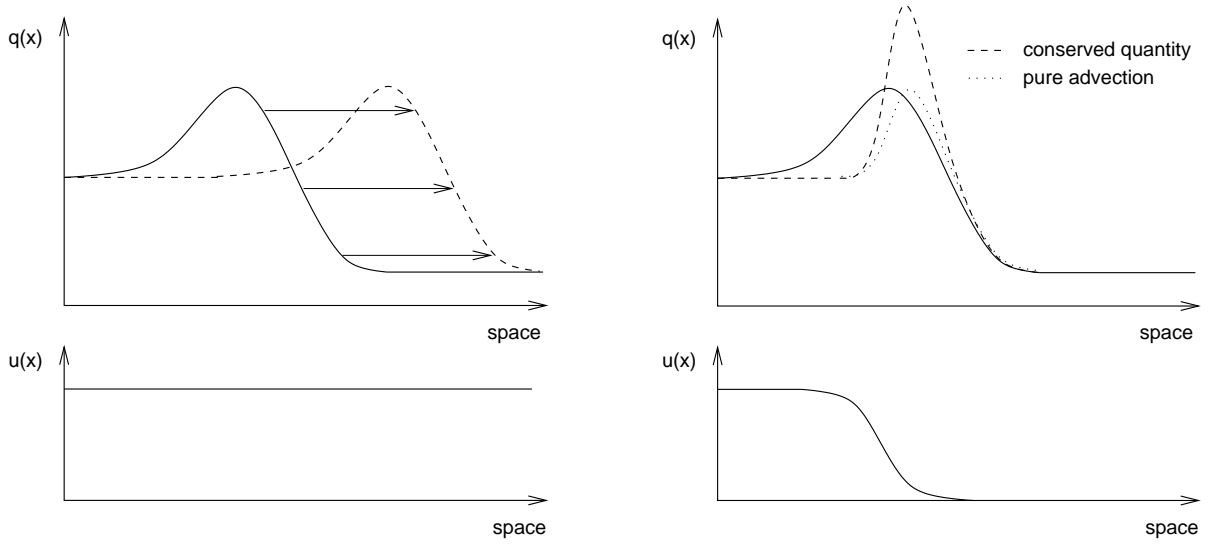 q(x)
space
u(x)
space
q(x)
conserved quantity
pure advection
space
u(x)
space